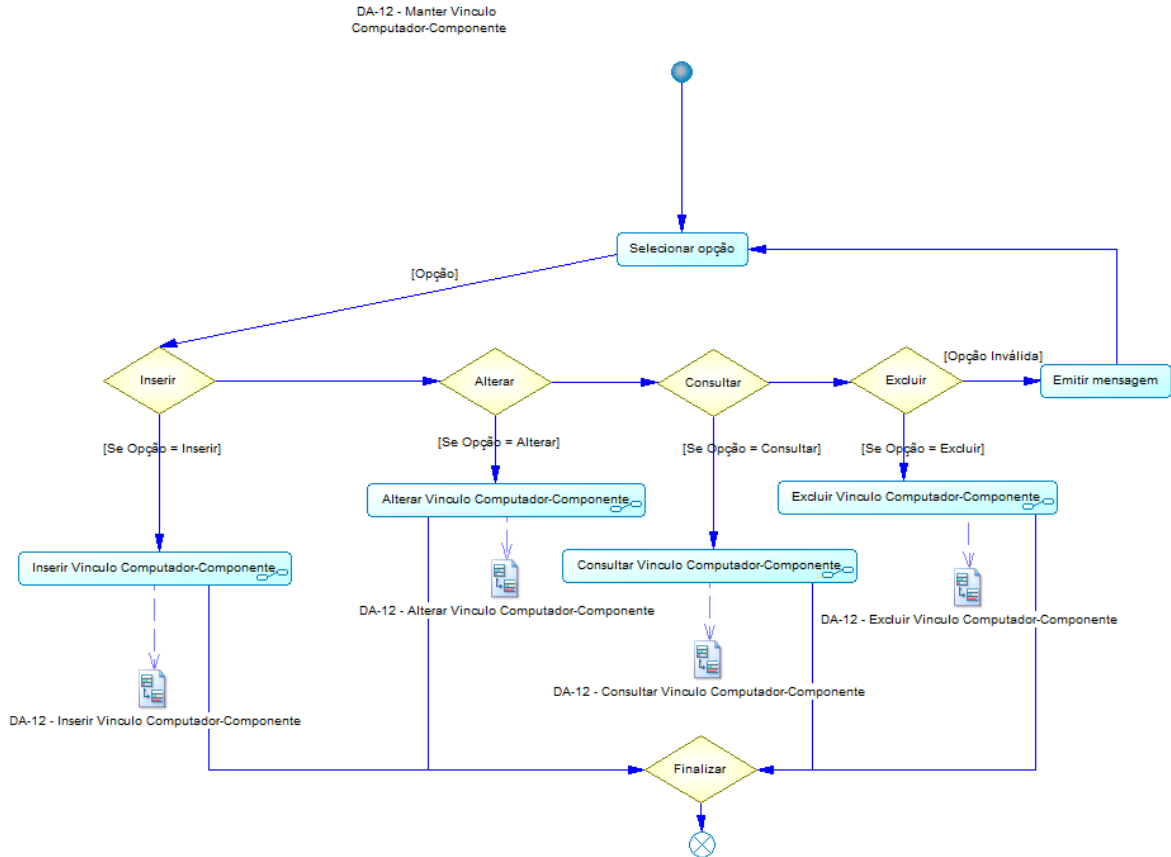 DA-12 - Manter Vinculo
Computador-Componente
Selecionar opção
[Opção]
[Opção Inválida]
Inserir
Alterar
Consultar
Excluir
Emitir mensagem
[Se Opção = Inserir]
[Se Opção = Alterar]
[Se Opção = Consultar]
[Se Opção = Excluir]
Alterar Vinculo Computador-Componente
Excluir Vinculo Computador-Componente
Inserir Vinculo Computador-Componente
Consultar Vinculo Computador-Componente
DA-12 - Alterar Vinculo Computador-Componente
DA-12 - Excluir Vinculo Computador-Componente
DA-12 - Consultar Vinculo Computador-Componente
DA-12 - Inserir Vinculo Computador-Componente
Finalizar